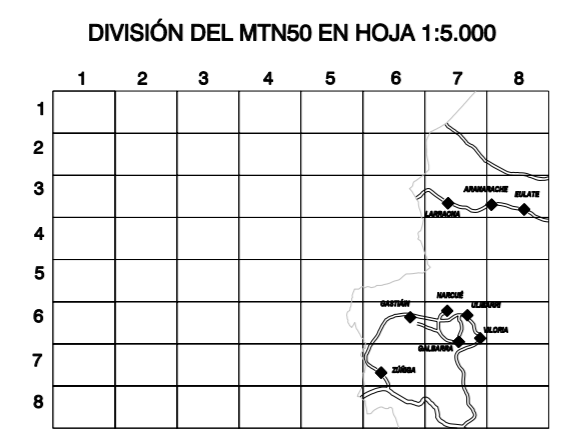 DIVISIÓN DEL MTN50 EN HOJA 1:5.000
1 2 3 4 5 6 7 8
1
2
3
ARANARACHE
EULATE
LARRAONA
4
5
6
NARCUÉ
GASTIÁIN
ULIBARRI
VILORIA
GALBARRA
7
ZÚÑIGA
8